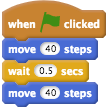 when clicked
move 40 steps
wait 0.5 secs
move 40 steps